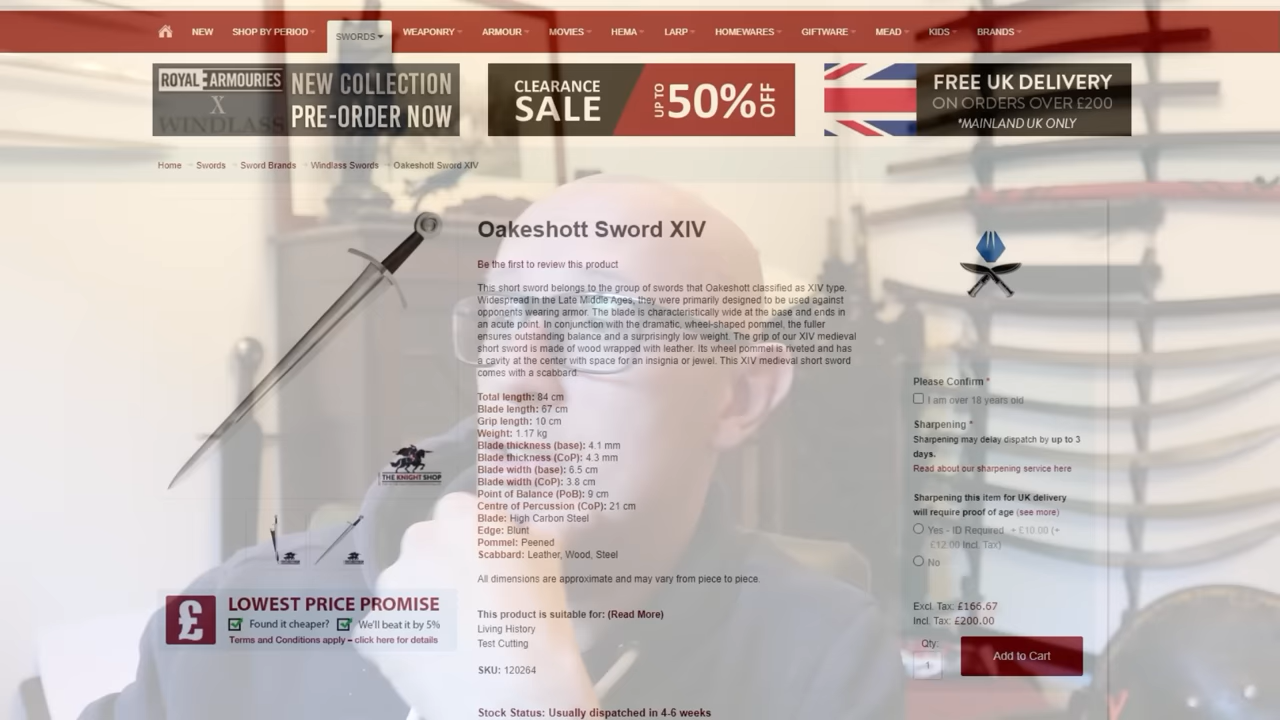 NEW SHOP BY PERIOD SWORDS WEAPONRY ARMOUR MOVIES HEMA LARP HOMEWARES GIFTWARE MEAD KIDS BRANDS
ROYAL ARMOURIES
X
WINDLASS
NEW COLLECTION
PRE-ORDER NOW
CLEARANCE
SALE
UP TO
50%
OFF
FREE UK DELIVERY
ON ORDERS OVER £200
*MAINLAND UK ONLY
Home Swords Sword Brands Windlass Swords Oakeshott Sword XIV
Oakeshott Sword XIV
Be the first to review this product
This short sword belongs to the group of swords that Oakeshott classified as XIV type.
Widespread in the Late Middle Ages, they were primarily designed to be used against
opponents wearing armor. The blade is characteristically wide at the base and ends in
an acute point. In conjunction with the dramatic, wheel-shaped pommel, the fuller
ensures outstanding balance and a surprisingly low weight. The grip of our XIV medieval
short sword is made of wood wrapped with leather. Its wheel pommel is riveted and has
a cavity at the center with space for an insignia or jewel. This XIV medieval short sword
comes with a scabbard.
Total length: 84 cm
Blade length: 67 cm
Grip length: 10 cm
Weight: 1.17 kg
Blade thickness (base): 4.1 mm
Blade thickness (CoP): 4.3 mm
Blade width (base): 6.5 cm
Blade width (CoP): 3.8 cm
Point of Balance (PoB): 9 cm
Centre of Percussion (CoP): 21 cm
Blade: High Carbon Steel
Edge: Blunt
Pommel: Peened
Scabbard: Leather, Wood, Steel
All dimensions are approximate and may vary from piece to piece.
This product is suitable for: (Read More)
Living History
Test Cutting
SKU: 120264
Stock Status: Usually dispatched in 4-6 weeks
THE KNIGHT SHOP
£
LOWEST PRICE PROMISE
Found it cheaper? We'll beat it by 5%
Terms and Conditions apply – click here for details
Please Confirm *
I am over 18 years old
Sharpening *
Sharpening may delay dispatch by up to 3
days.
Read about our sharpening service here
Sharpening this item for UK delivery
will require proof of age (see more)
Yes - ID Required + £10.00 (+
£12.00 Incl. Tax)
No
Excl. Tax: £166.67
Incl. Tax: £200.00
Qty:
1
Add to Cart